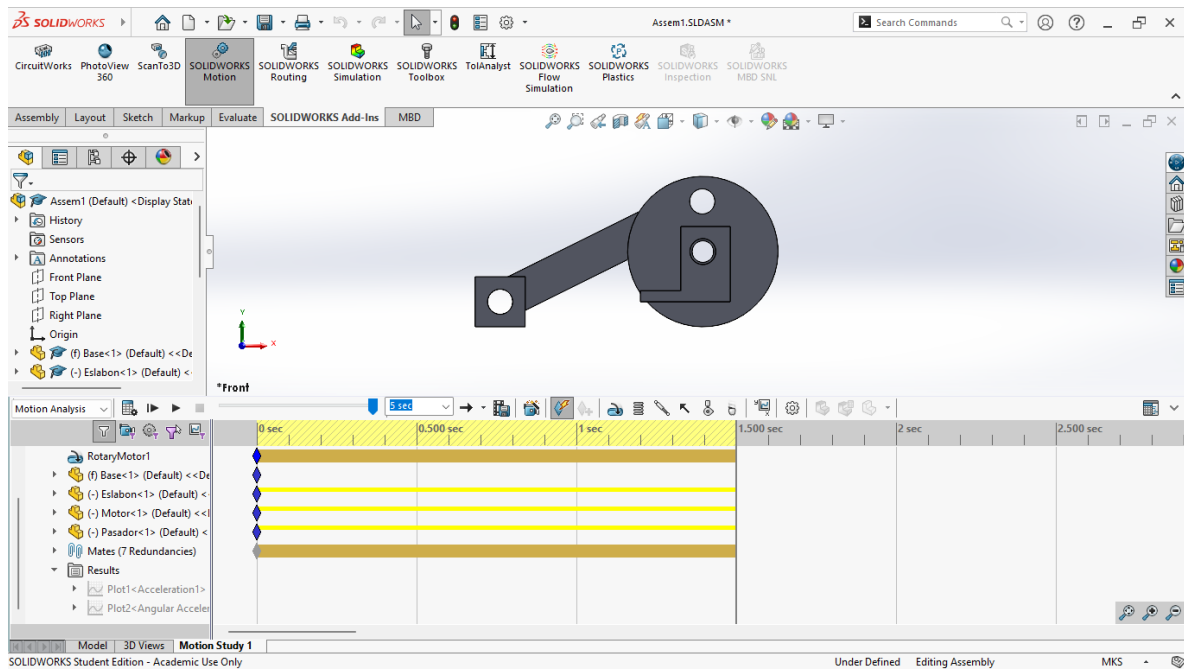 SOLIDWORKS
Assem1.SLDASM *
Search Commands
CircuitWorks
PhotoView 360
ScanTo3D
SOLIDWORKS Motion
SOLIDWORKS Routing
SOLIDWORKS Simulation
SOLIDWORKS Toolbox
TolAnalyst
SOLIDWORKS Flow Simulation
SOLIDWORKS Plastics
SOLIDWORKS Inspection
SOLIDWORKS MBD SNL
Assembly Layout Sketch Markup Evaluate SOLIDWORKS Add-Ins MBD
Assem1 (Default) <Display Stat
History
Sensors
A Annotations
Front Plane
Top Plane
Right Plane
Origin
(f) Base<1> (Default) <<De
(-) Eslabon<1> (Default) <
Y
X
*Front
Motion Analysis
5 sec
0 sec 0.500 sec 1 sec 1.500 sec 2 sec 2.500 sec
RotaryMotor1
(f) Base<1> (Default) <<De
(-) Eslabon<1> (Default) <
(-) Motor<1> (Default) <<
(-) Pasador<1> (Default) <
Mates (7 Redundancies)
Results
Plot1<Acceleration1>
Plot2<Angular Acceler
Model 3D Views Motion Study 1
SOLIDWORKS Student Edition - Academic Use Only
Under Defined Editing Assembly MKS